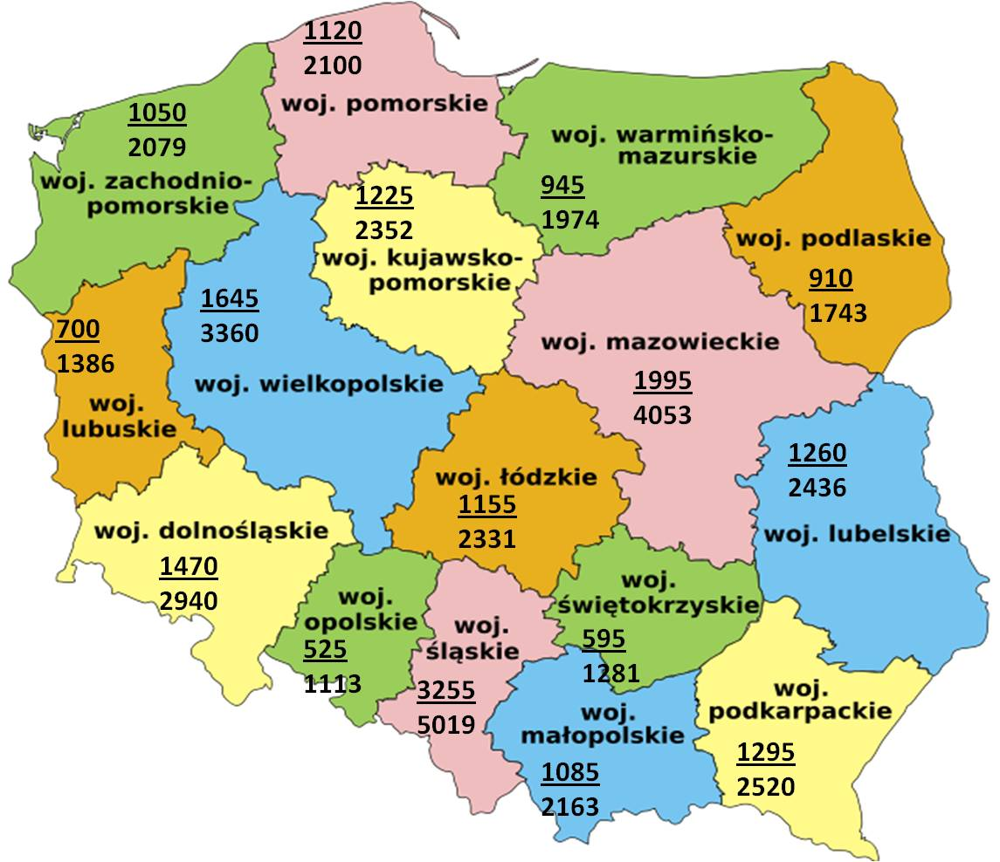 1120
2100
woj. pomorskie
1050
2079
woj. zachodnio-
pomorskie
woj. warmińsko-
mazurskie
945
1974
1225
2352
woj. kujawsko-
pomorskie
woj. podlaskie
910
1743
1645
3360
woj. wielkopolskie
700
1386
woj.
lubuskie
woj. mazowieckie
1995
4053
woj. łódzkie
1155
2331
1260
2436
woj. lubelskie
woj. dolnośląskie
1470
2940
woj.
opolskie
525
1113
woj.
śląskie
3255
5019
woj.
świętokrzyskie
595
1281
woj.
małopolskie
1085
2163
woj.
podkarpackie
1295
2520